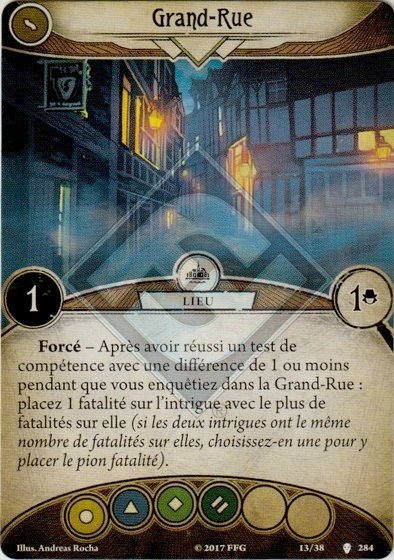 Grand-Rue
LIEU
1
1
Forcé – Après avoir réussi un test de
compétence avec une différence de 1 ou moins
pendant que vous enquêtiez dans la Grand-Rue :
placez 1 fatalité sur l'intrigue avec le plus de
fatalités sur elle (si les deux intrigues ont le même
nombre de fatalités sur elles, choisissez-en une pour y
placer le pion fatalité).
Illus. Andreas Rocha © 2017 FFG 13/38 284